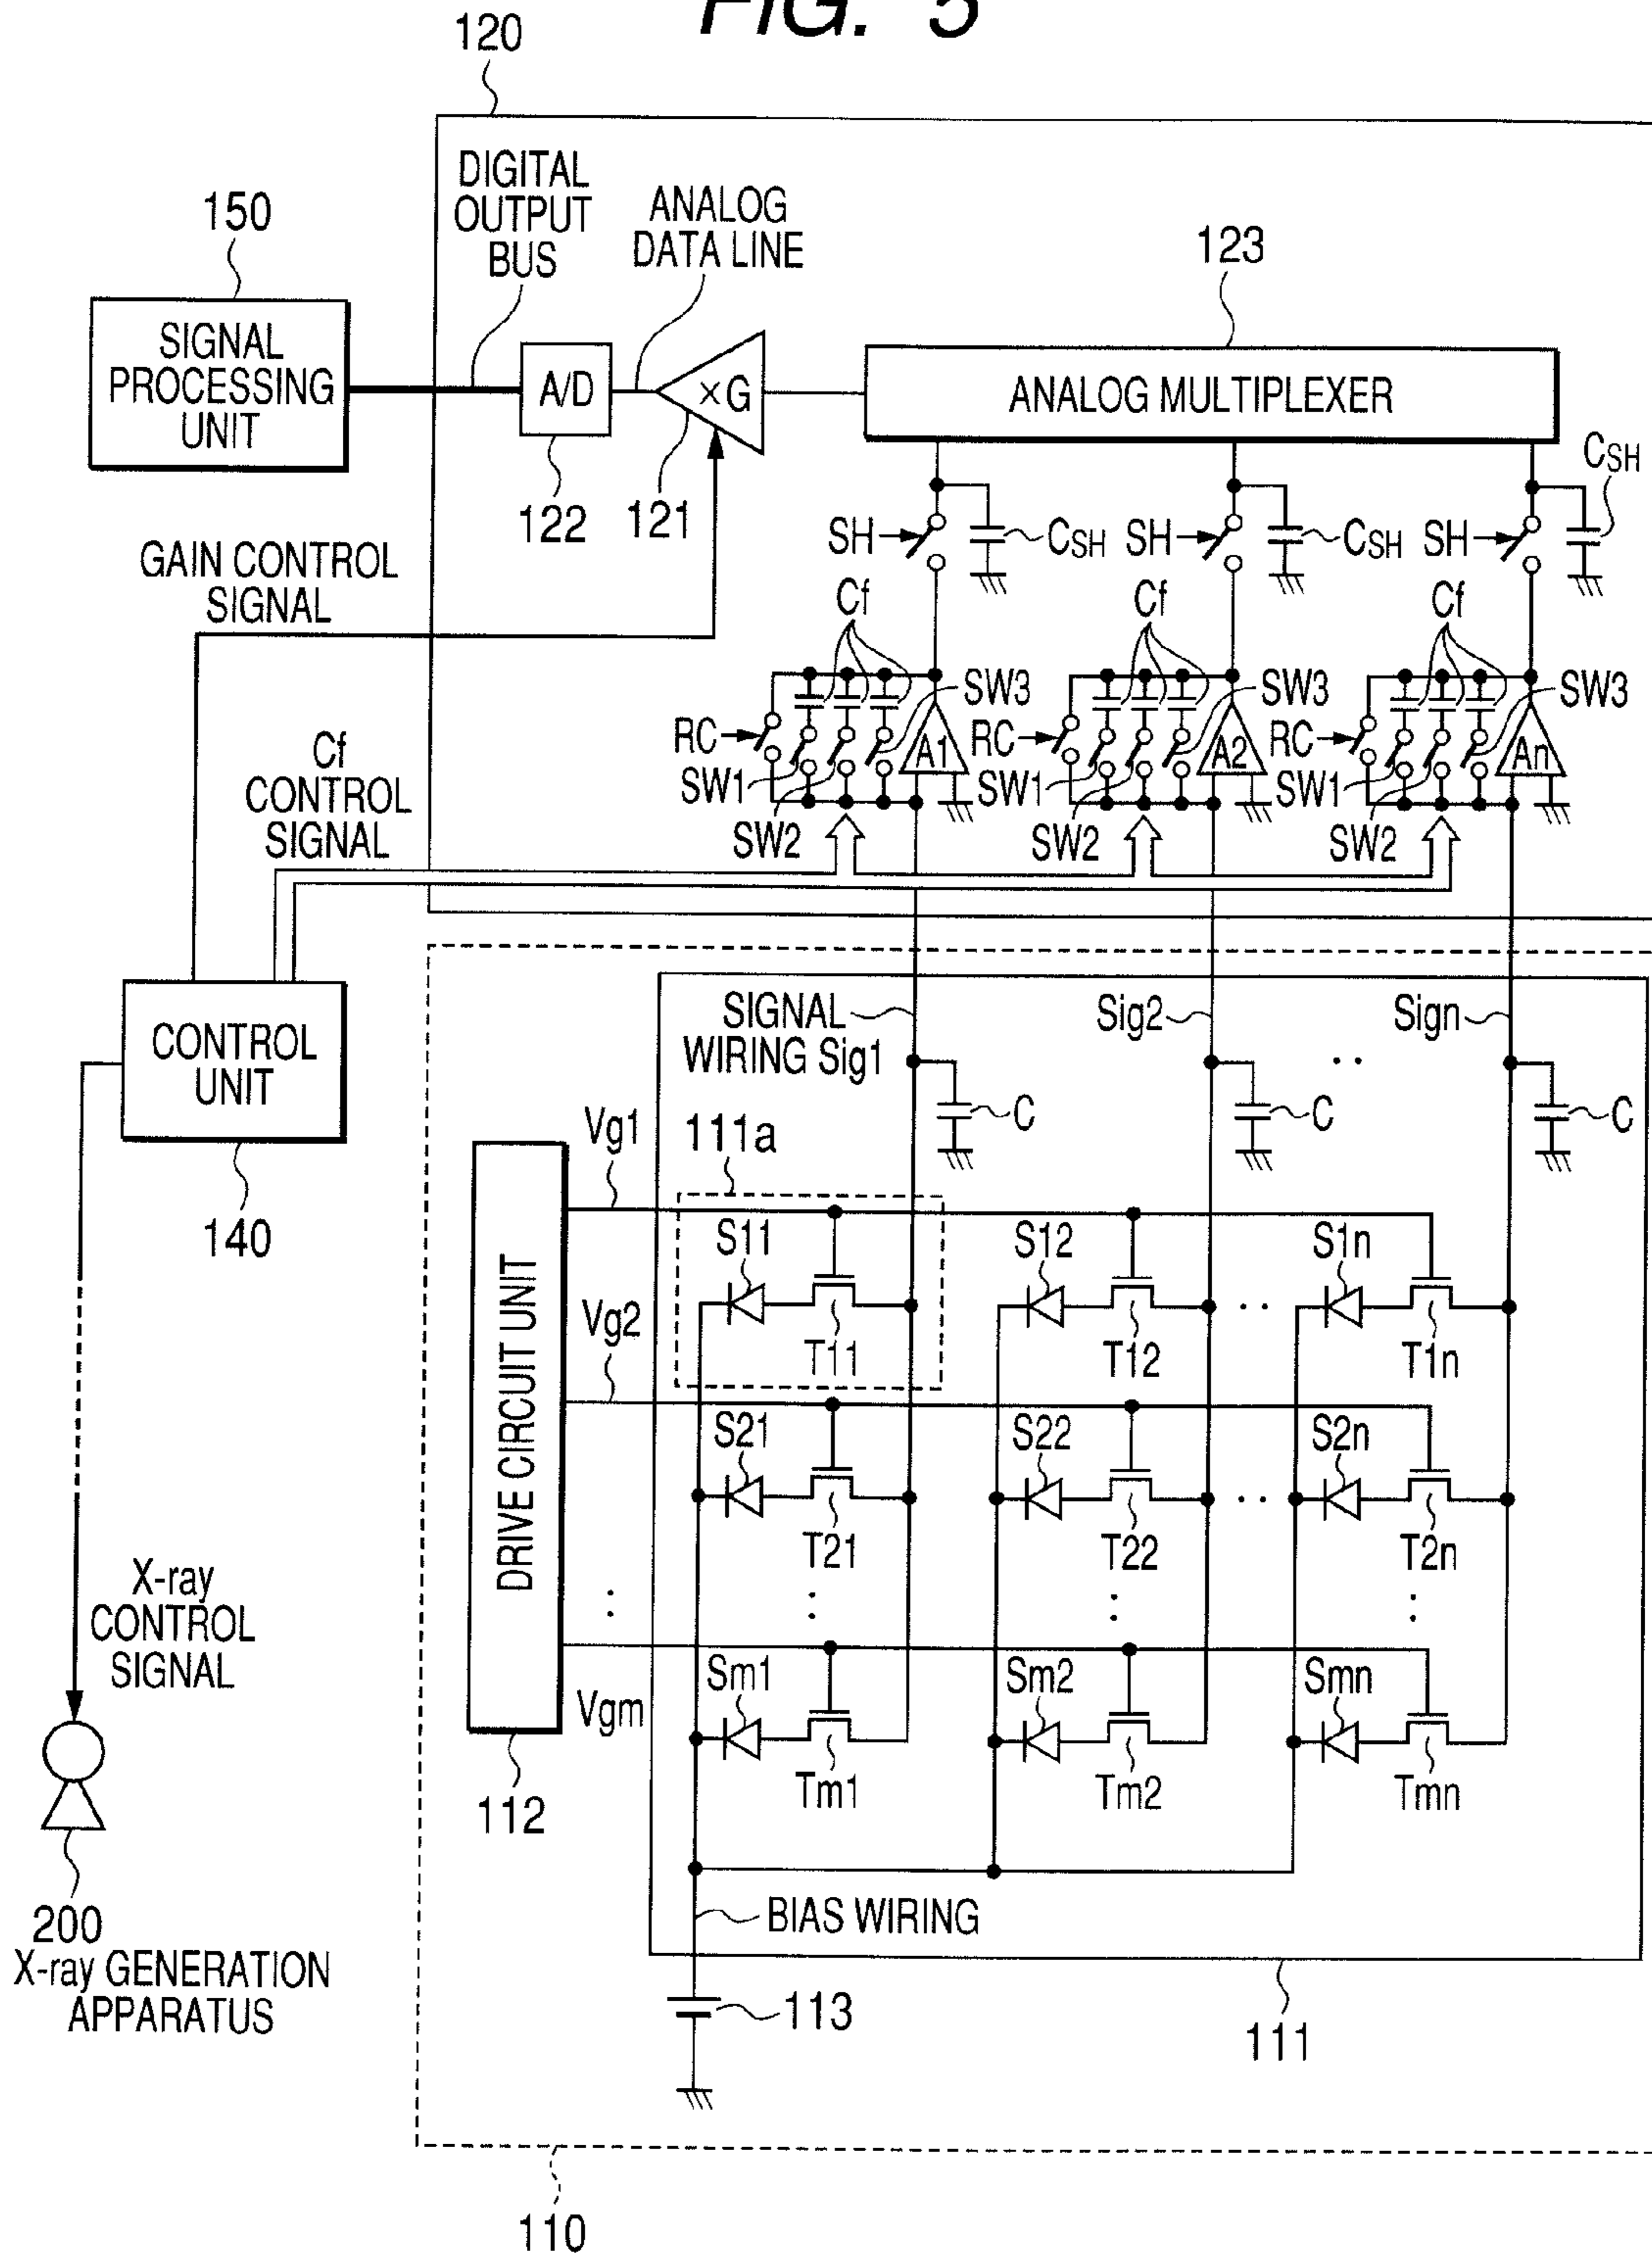 FIG. 5
120
DIGITAL
OUTPUT
BUS
ANALOG
DATA LINE
150
123
SIGNAL
PROCESSING
UNIT
A/D
×G
ANALOG MULTIPLEXER
122
121
CSH
SH
CSH
SH
CSH
SH
GAIN CONTROL
SIGNAL
Cf
Cf
Cf
SW3
SW3
SW3
RC
A1
RC
A2
RC
An
SW1
SW1
SW1
SW2
SW2
SW2
Cf
CONTROL
SIGNAL
CONTROL
UNIT
140
SIGNAL
WIRING Sig1
Sig2
Sign
··
C
C
C
Vg1
111a
S11
S12
S1n
T11
T12
··
T1n
Vg2
DRIVE CIRCUIT UNIT
S21
S22
S2n
T21
T22
··
T2n
:
:
:
:
X-ray
CONTROL
SIGNAL
Vgm
Sm1
Sm2
Smn
Tm1
Tm2
Tmn
112
200
X-ray GENERATION
APPARATUS
BIAS WIRING
113
111
110